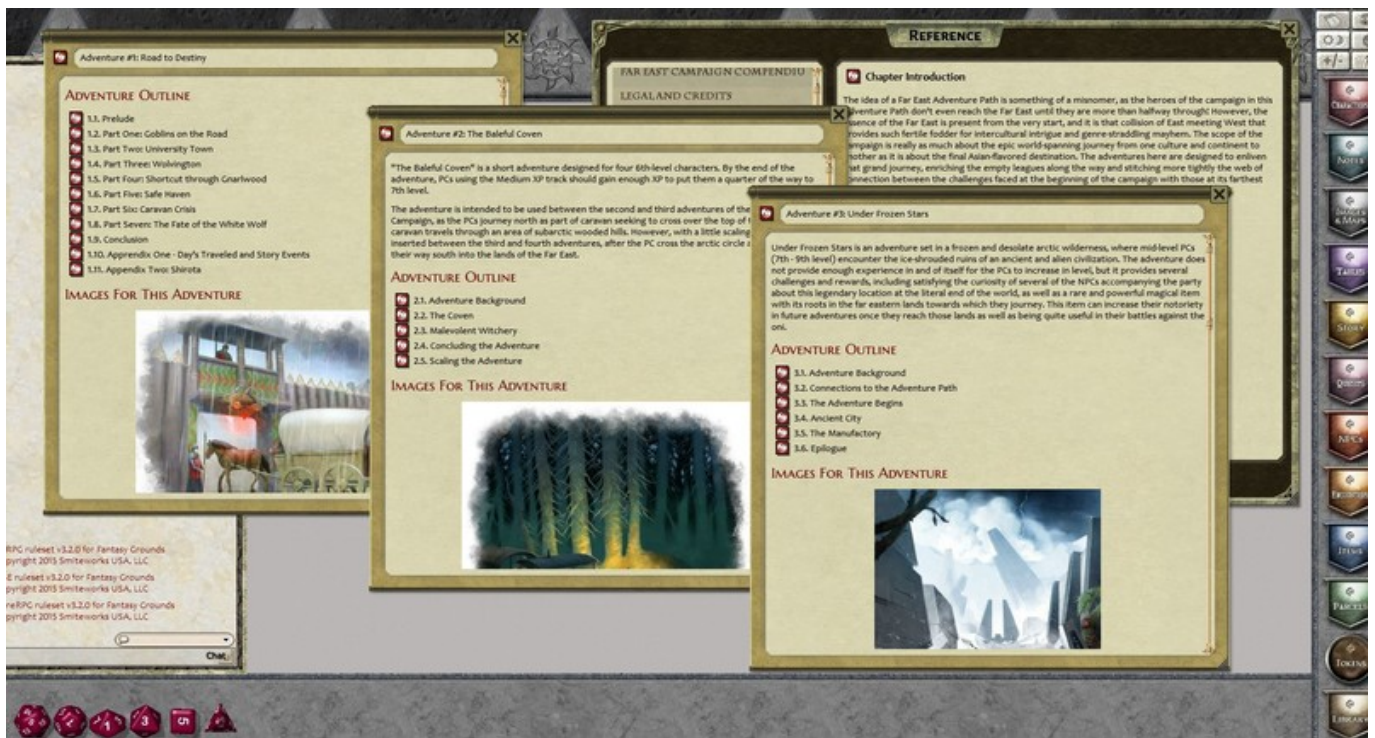 Adventure #1: Road to Destiny
ADVENTURE OUTLINE
1.1. Prelude
1.2. Part One: Goblins on the Road
1.3. Part Two: University Town
1.4. Part Three: Wolvington
1.5. Part Four: Shortcut through Gnarlwood
1.6. Part Five: Safe Haven
1.7. Part Six: Caravan Crisis
1.8. Part Seven: The Fate of the White Wolf
1.9. Conclusion
1.10. Apprendix One - Day's Traveled and Story Events
1.11. Appendix Two: Shirota
IMAGES FOR THIS ADVENTURE
Adventure #2: The Baleful Coven
"The Baleful Coven" is a short adventure designed for four 6th-level characters. By the end of the
adventure, PCs using the Medium XP track should gain enough XP to put them a quarter of the way to
7th level.
The adventure is intended to be used between the second and third adventures of the
Campaign, as the PCs journey north as part of caravan seeking to cross over the top of
caravan travels through an area of subarctic wooded hills. However, with a little scaling
inserted between the third and fourth adventures, after the PC cross the arctic circle
their way south into the lands of the Far East.
ADVENTURE OUTLINE
2.1. Adventure Background
2.2. The Coven
2.3. Malevolent Witchery
2.4. Concluding the Adventure
2.5. Scaling the Adventure
IMAGES FOR THIS ADVENTURE
REFERENCE
FAR EAST CAMPAIGN COMPENDIU
LEGAL AND CREDITS
Chapter Introduction
The idea of a Far East Adventure Path is something of a misnomer, as the heroes of the campaign in this
Adventure Path don't even reach the Far East until they are more than halfway through! However, the
essence of the Far East is present from the very start, and it is that collision of East meeting West that
provides such fertile fodder for intercultural intrigue and genre-straddling mayhem. The scope of the
campaign is really as much about the epic world-spanning journey from one culture and continent to
another as it is about the final Asian-flavored destination. The adventures here are designed to enliven
that grand journey, enriching the empty leagues along the way and stitching more tightly the web of
connection between the challenges faced at the beginning of the campaign with those at its farthest
Adventure #3: Under Frozen Stars
Under Frozen Stars is an adventure set in a frozen and desolate arctic wilderness, where mid-level PCs
(7th - 9th level) encounter the ice-shrouded ruins of an ancient and alien civilization. The adventure does
not provide enough experience in and of itself for the PCs to increase in level, but it provides several
challenges and rewards, including satisfying the curiosity of several of the NPCs accompanying the party
about this legendary location at the literal end of the world, as well as a rare and powerful magical item
with its roots in the far eastern lands towards which they journey. This item can increase their notoriety
in future adventures once they reach those lands as well as being quite useful in their battles against the
oni.
ADVENTURE OUTLINE
3.1. Adventure Background
3.2. Connections to the Adventure Path
3.3. The Adventure Begins
3.4. Ancient City
3.5. The Manufactory
3.6. Epilogue
IMAGES FOR THIS ADVENTURE
RPG ruleset v3.2.0 for Fantasy Grounds
pyright 2015 Smiteworks USA, LLC
E ruleset v3.2.0 for Fantasy Grounds
pyright 2015 Smiteworks USA, LLC
reRPG ruleset v3.2.0 for Fantasy Grounds
pyright 2015 Smiteworks USA, LLC
Chat
1
3
5
+/-
NOTES
IMAGES
& MAPS
TABLES
STORY
QUESTS
NPCS
ITEMS
PARCELS
TOKENS
LIBRARY